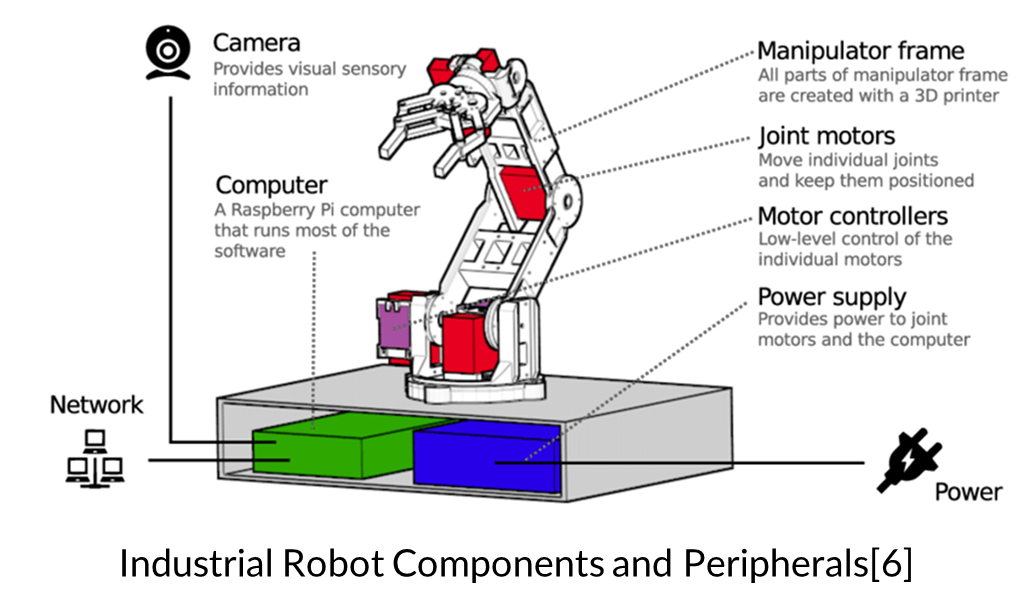 Camera
Provides visual sensory
information
Manipulator frame
All parts of manipulator frame
are created with a 3D printer
Joint motors
Move individual joints
and keep them positioned
Computer
A Raspberry Pi computer
that runs most of the
software
Motor controllers
Low-level control of the
individual motors
Power supply
Provides power to joint
motors and the computer
Network
Power
Industrial Robot Components and Peripherals[6]